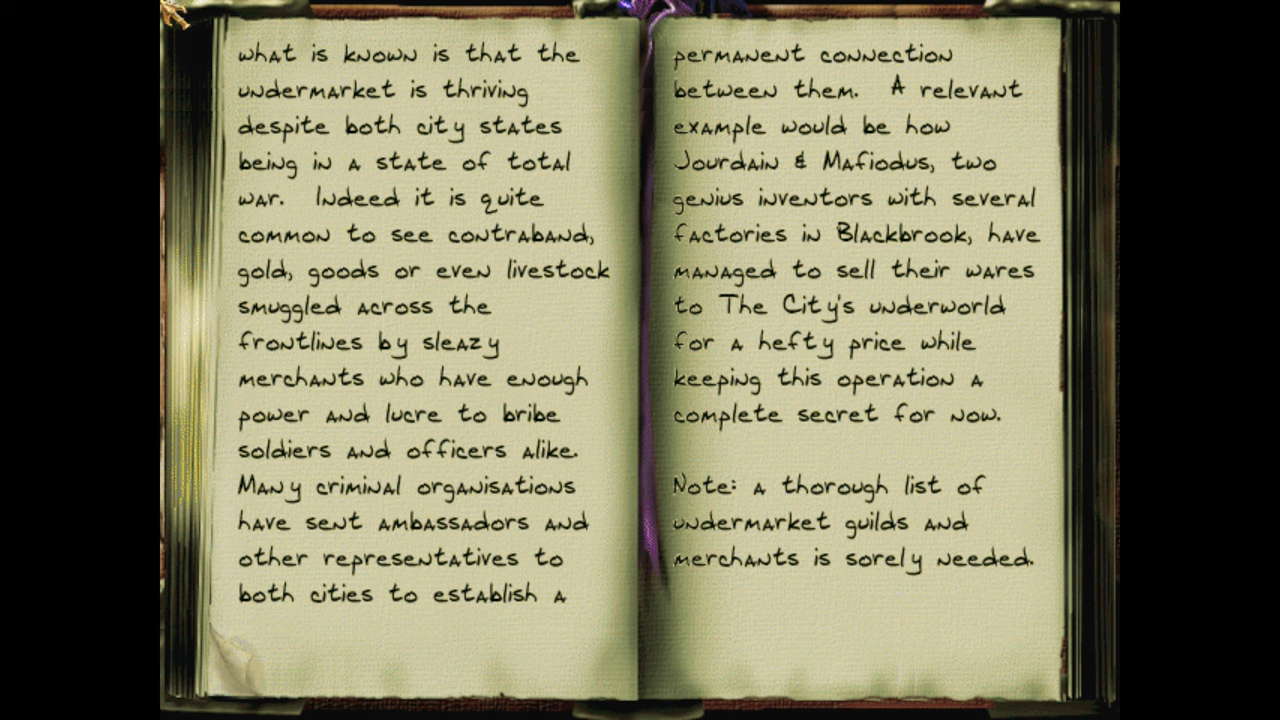 what is known is that the
undermarket is thriving
despite both city states
being in a state of total
war. Indeed it is quite
common to see contraband,
gold, goods or even livestock
smuggled across the
frontlines by sleazy
merchants who have enough
power and lucre to bribe
soldiers and officers alike.
Many criminal organisations
have sent ambassadors and
other representatives to
both cities to establish a
permanent connection
between them. A relevant
example would be how
Jourdain & Mafiodus, two
genius inventors with several
factories in Blackbrook, have
managed to sell their wares
to The City's underworld
for a hefty price while
keeping this operation a
complete secret for now.
Note: a thorough list of
undermarket guilds and
merchants is sorely needed.